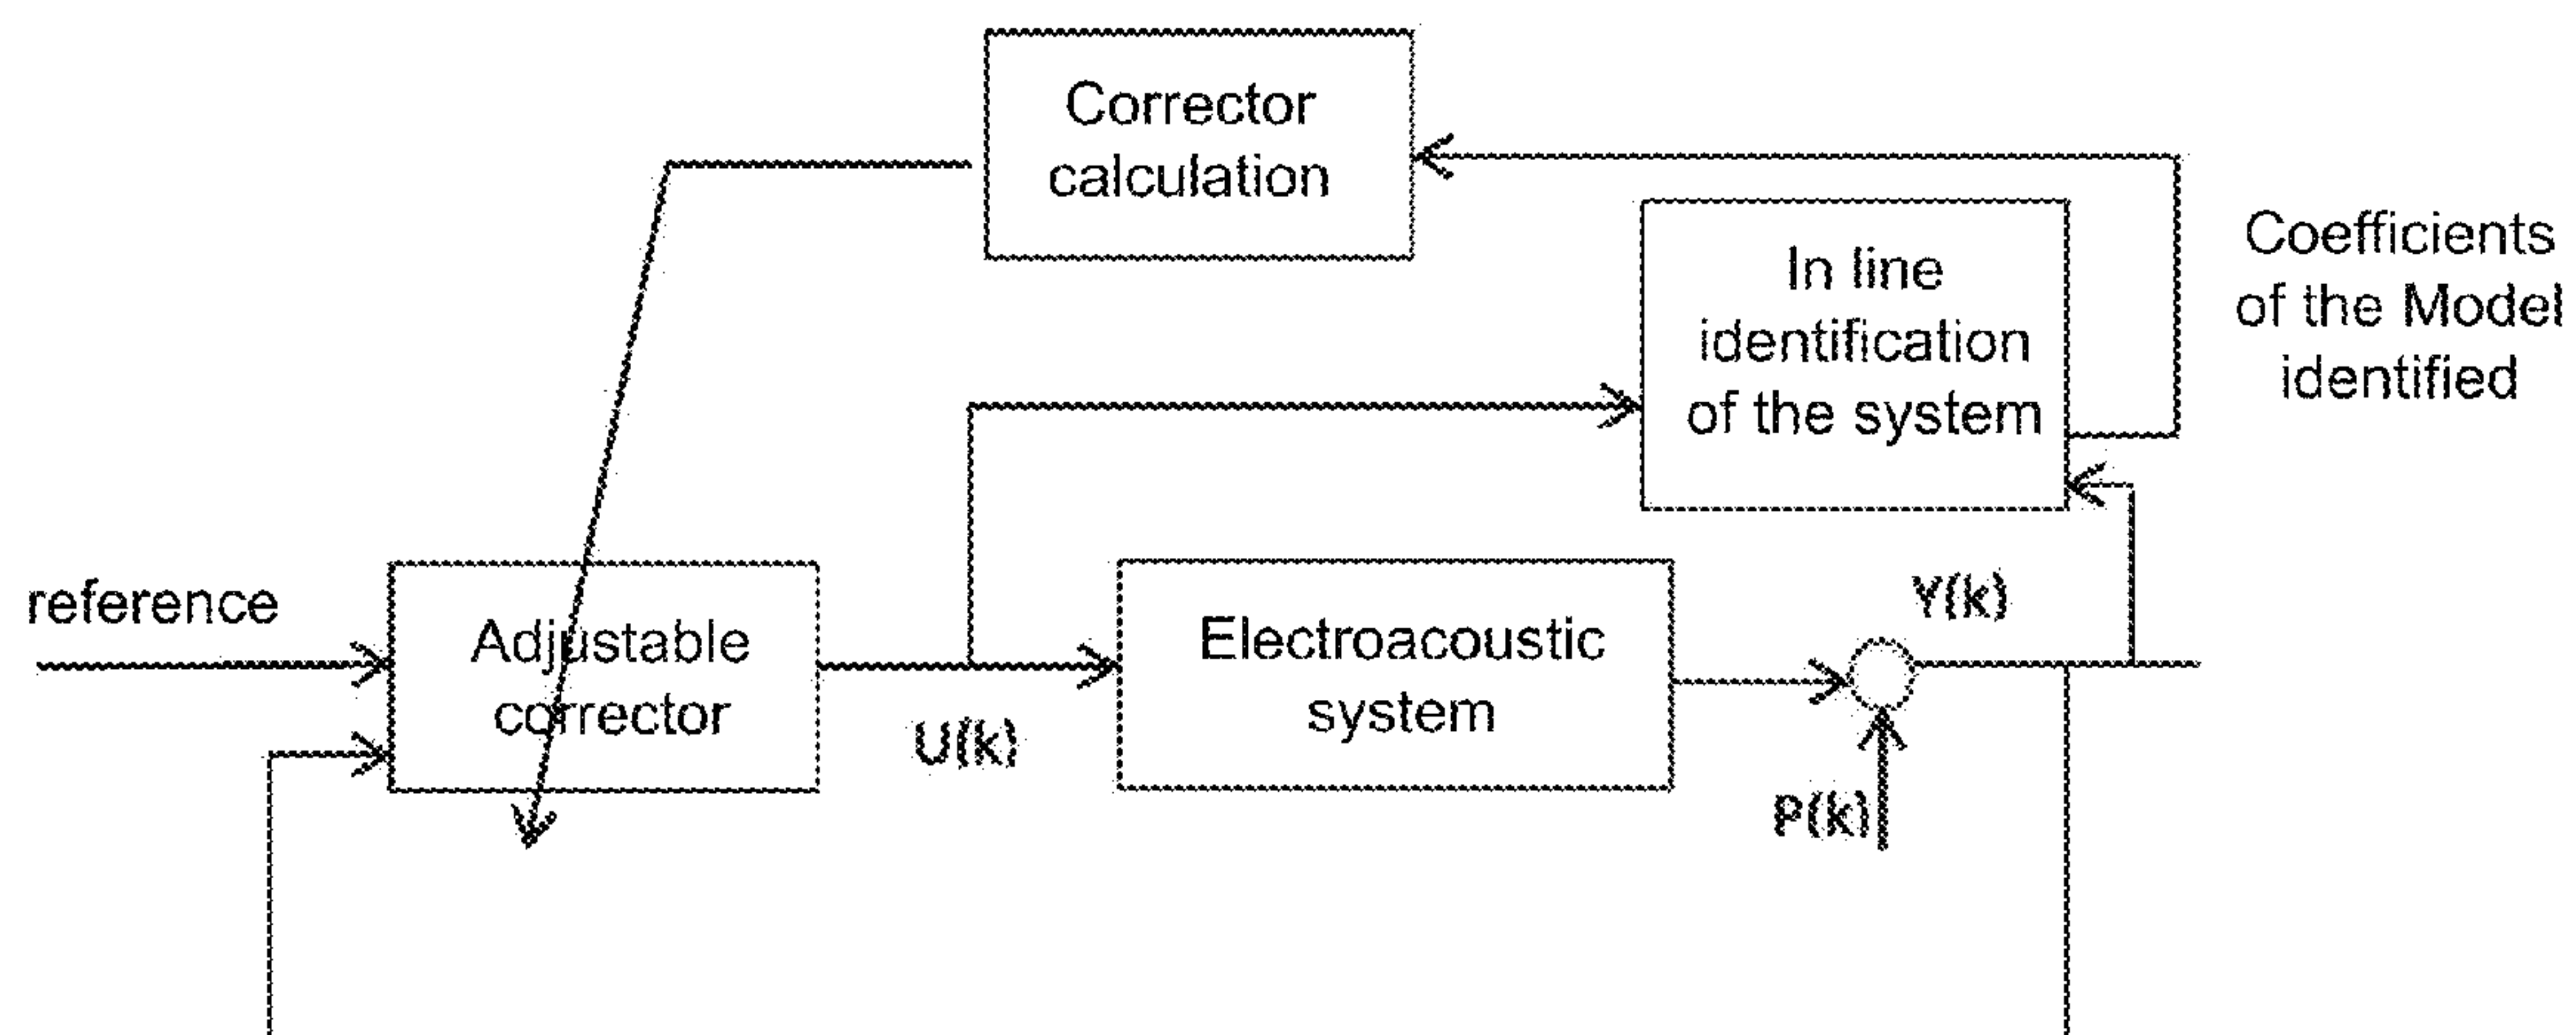 Corrector
calculation
In line
identification
of the system
Coefficients
of the Model
identified
reference
Adjustable
corrector
U(k)
Electroacoustic
system
Y(k)
P(k)